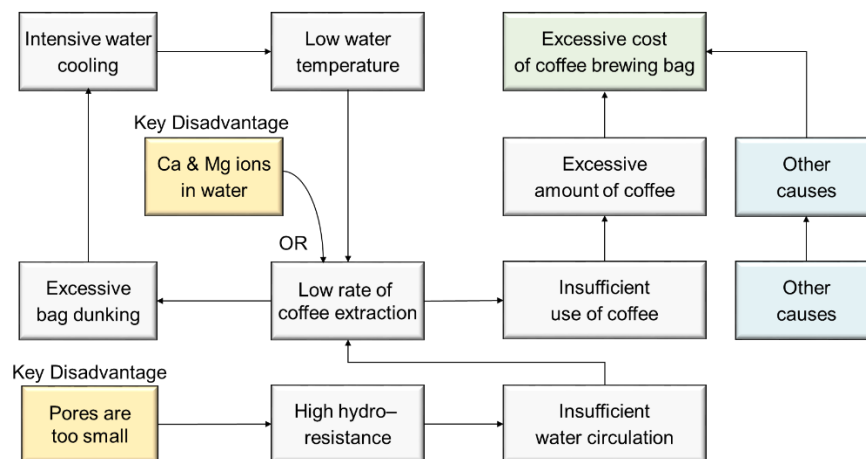 Intensive water
cooling
Low water
temperature
Excessive cost
of coffee brewing bag
Key Disadvantage
Ca & Mg ions
in water
Excessive
amount of coffee
Other
causes
OR
Excessive
bag dunking
Low rate of
coffee extraction
Insufficient
use of coffee
Other
causes
Key Disadvantage
Pores are
too small
High hydro–
resistance
Insufficient
water circulation